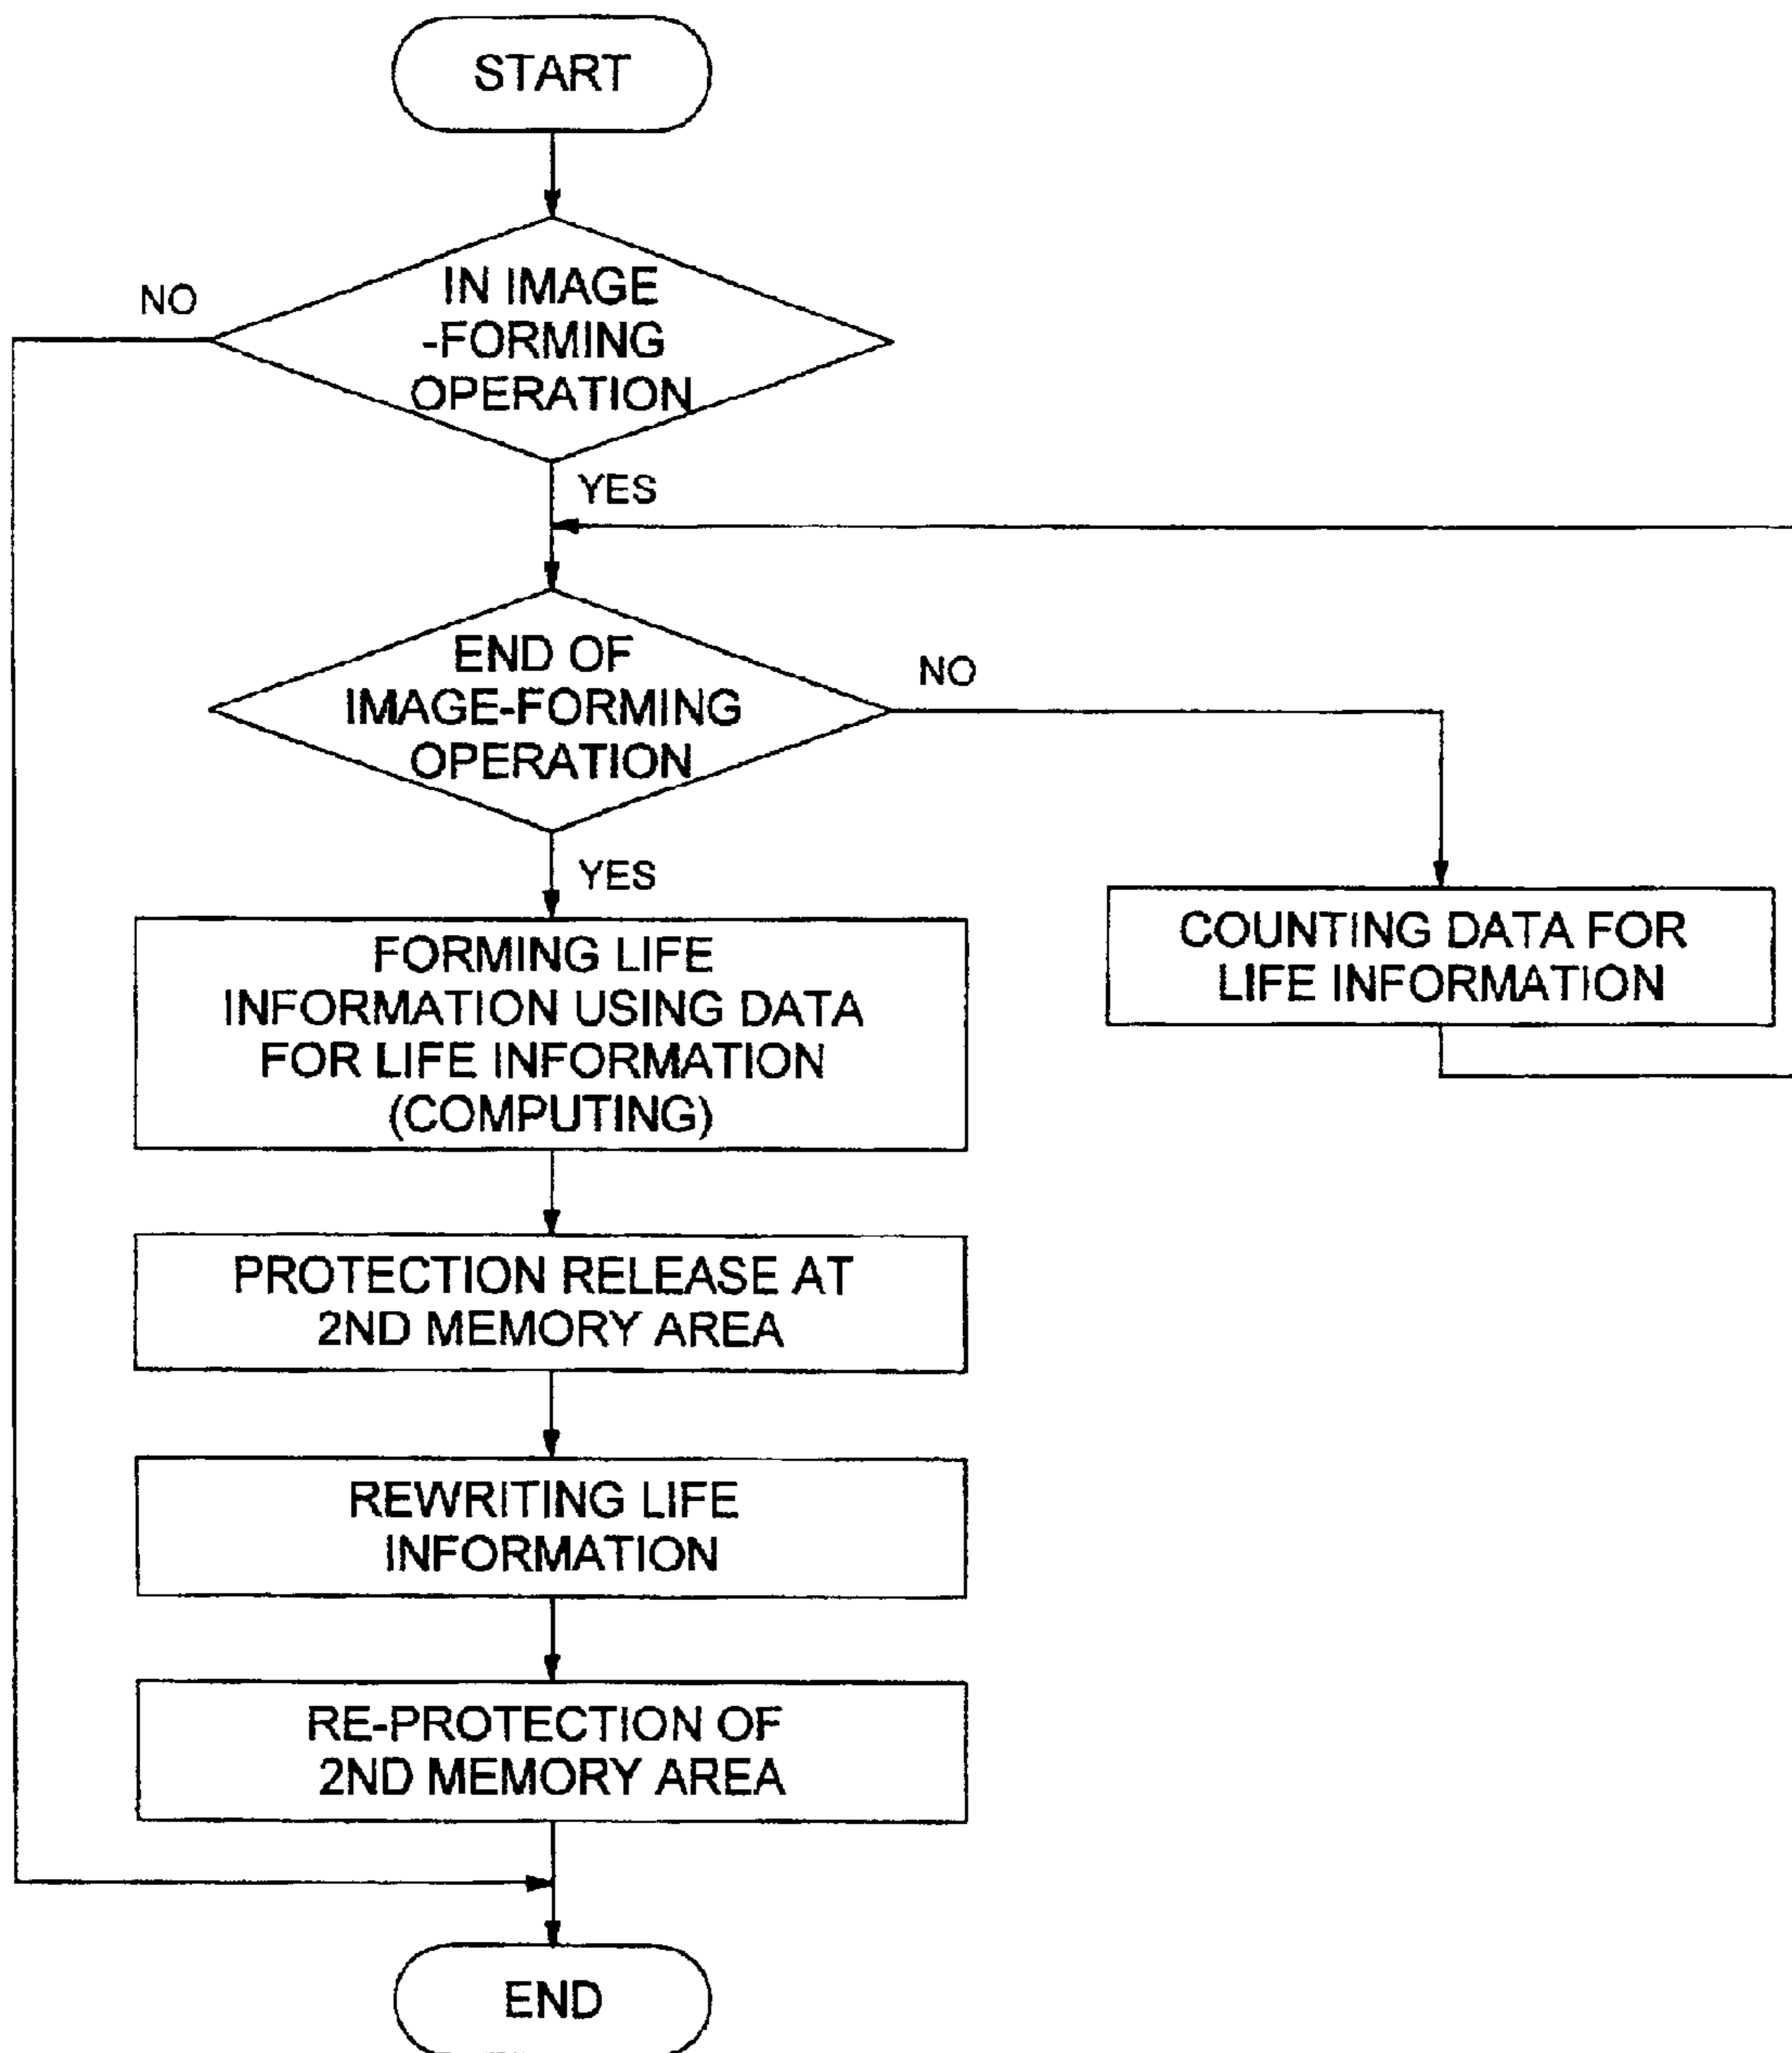 START
IN IMAGE
-FORMING
OPERATION
NO
YES
END OF
IMAGE-FORMING
OPERATION
NO
YES
FORMING LIFE
INFORMATION USING DATA
FOR LIFE INFORMATION
(COMPUTING)
COUNTING DATA FOR
LIFE INFORMATION
PROTECTION RELEASE AT
2ND MEMORY AREA
REWRITING LIFE
INFORMATION
RE-PROTECTION OF
2ND MEMORY AREA
END